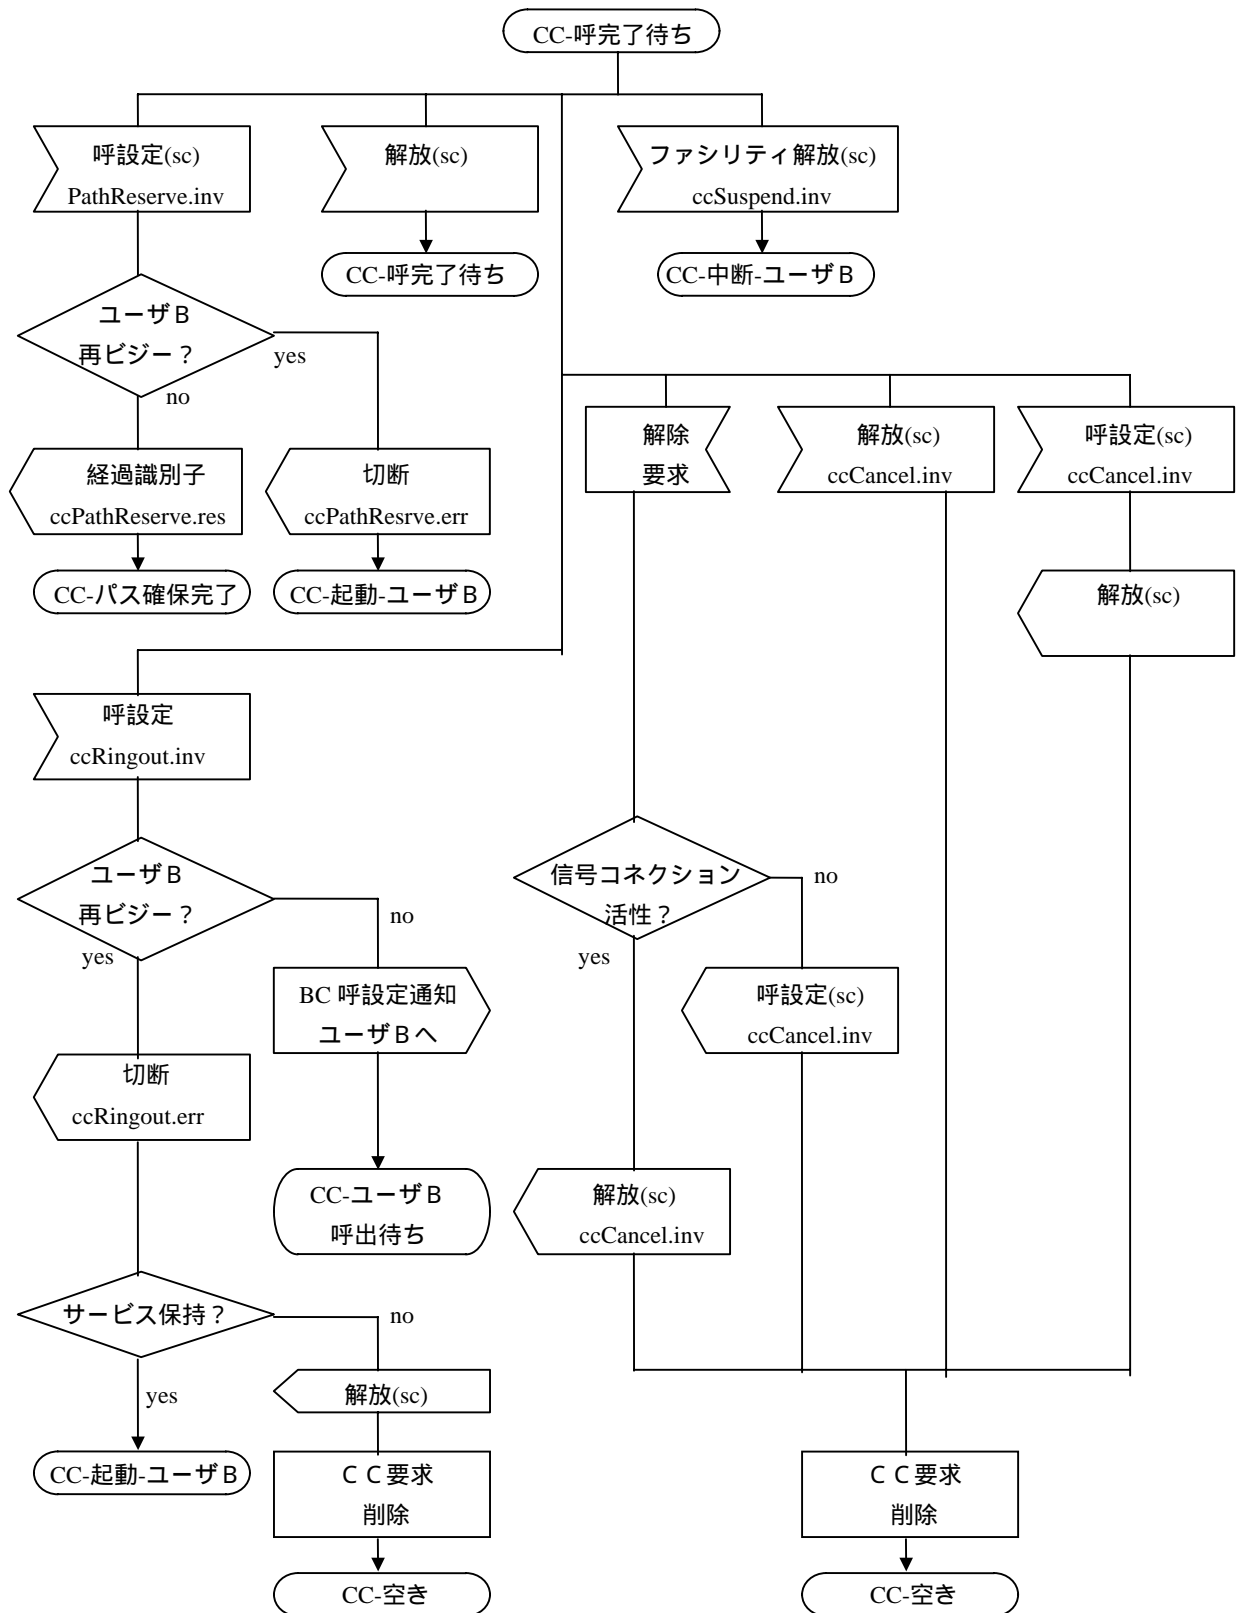 CC-呼完了待ち
呼設定(sc)
PathReserve.inv
解放(sc)
ファシリティ解放(sc)
ccSuspend.inv
CC-呼完了待ち
CC-中断-ユーザＢ
ユーザＢ
再ビジー？
yes
no
経過識別子
ccPathReserve.res
切断
ccPathResrve.err
CC-パス確保完了
CC-起動-ユーザＢ
解除
要求
解放(sc)
ccCancel.inv
呼設定(sc)
ccCancel.inv
解放(sc)
呼設定
ccRingout.inv
ユーザＢ
再ビジー？
no
yes
BC 呼設定通知
ユーザＢへ
切断
ccRingout.err
CC-ユーザＢ
呼出待ち
信号コネクション
活性？
no
yes
呼設定(sc)
ccCancel.inv
解放(sc)
ccCancel.inv
サービス保持？
no
yes
解放(sc)
CC-起動-ユーザＢ
ＣＣ要求
削除
CC-空き
ＣＣ要求
削除
CC-空き